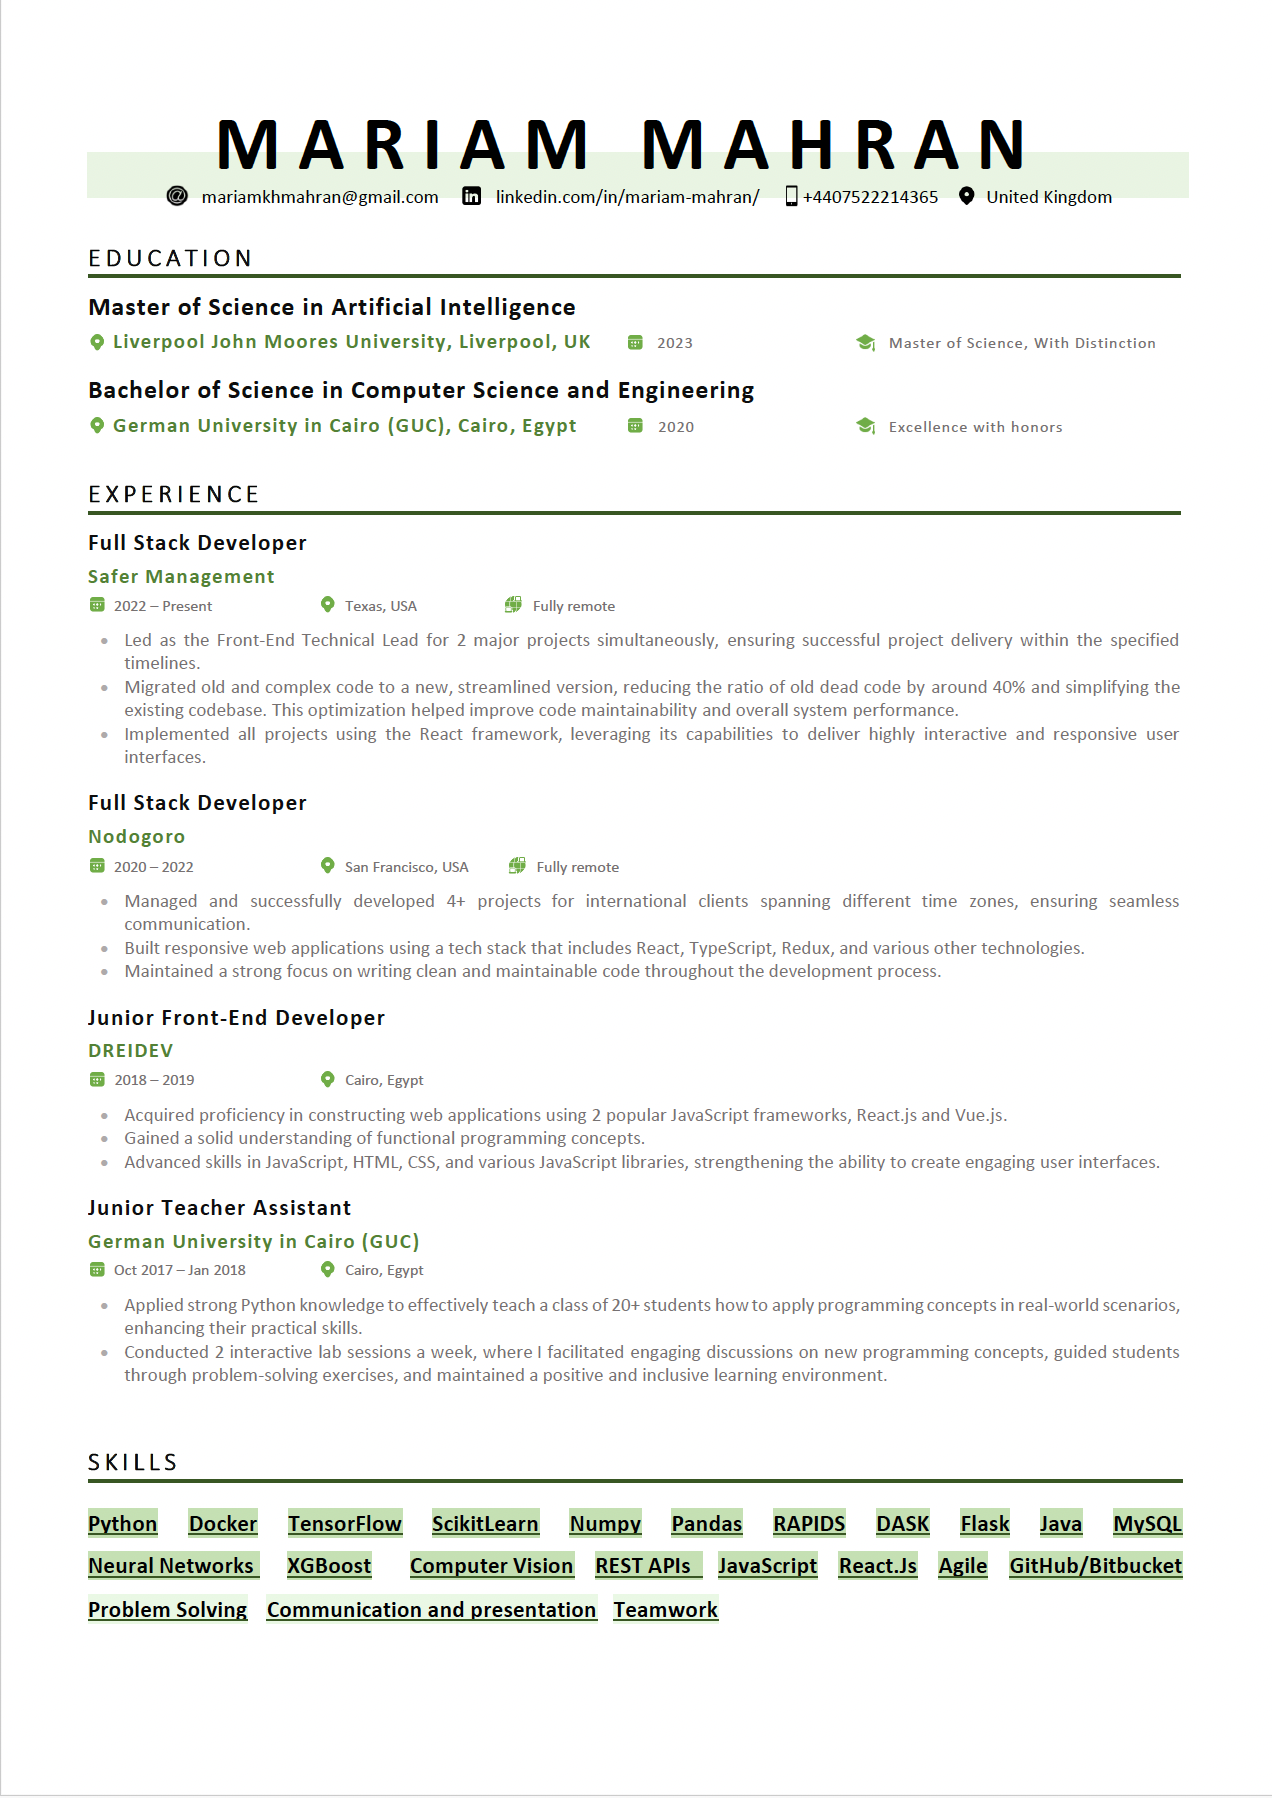 MARIAM MAHRAN
mariamkhmahran@gmail.com linkedin.com/in/mariam-mahran/ +4407522214365 United Kingdom
EDUCATION
Master of Science in Artificial Intelligence
Liverpool John Moores University, Liverpool, UK 2023 Master of Science, With Distinction
Bachelor of Science in Computer Science and Engineering
German University in Cairo (GUC), Cairo, Egypt 2020 Excellence with honors
EXPERIENCE
Full Stack Developer
Safer Management
2022 – Present Texas, USA Fully remote
• Led as the Front-End Technical Lead for 2 major projects simultaneously, ensuring successful project delivery within the specified
timelines.
• Migrated old and complex code to a new, streamlined version, reducing the ratio of old dead code by around 40% and simplifying the
existing codebase. This optimization helped improve code maintainability and overall system performance.
• Implemented all projects using the React framework, leveraging its capabilities to deliver highly interactive and responsive user
interfaces.
Full Stack Developer
Nodogoro
2020 – 2022 San Francisco, USA Fully remote
• Managed and successfully developed 4+ projects for international clients spanning different time zones, ensuring seamless
communication.
• Built responsive web applications using a tech stack that includes React, TypeScript, Redux, and various other technologies.
• Maintained a strong focus on writing clean and maintainable code throughout the development process.
Junior Front-End Developer
DREIDEV
2018 – 2019 Cairo, Egypt
• Acquired proficiency in constructing web applications using 2 popular JavaScript frameworks, React.js and Vue.js.
• Gained a solid understanding of functional programming concepts.
• Advanced skills in JavaScript, HTML, CSS, and various JavaScript libraries, strengthening the ability to create engaging user interfaces.
Junior Teacher Assistant
German University in Cairo (GUC)
Oct 2017 – Jan 2018 Cairo, Egypt
• Applied strong Python knowledge to effectively teach a class of 20+ students how to apply programming concepts in real-world scenarios,
enhancing their practical skills.
• Conducted 2 interactive lab sessions a week, where I facilitated engaging discussions on new programming concepts, guided students
through problem-solving exercises, and maintained a positive and inclusive learning environment.
SKILLS
Python Docker TensorFlow ScikitLearn Numpy Pandas RAPIDS DASK Flask Java MySQL
Neural Networks XGBoost Computer Vision REST APIs JavaScript React.Js Agile GitHub/Bitbucket
Problem Solving Communication and presentation Teamwork